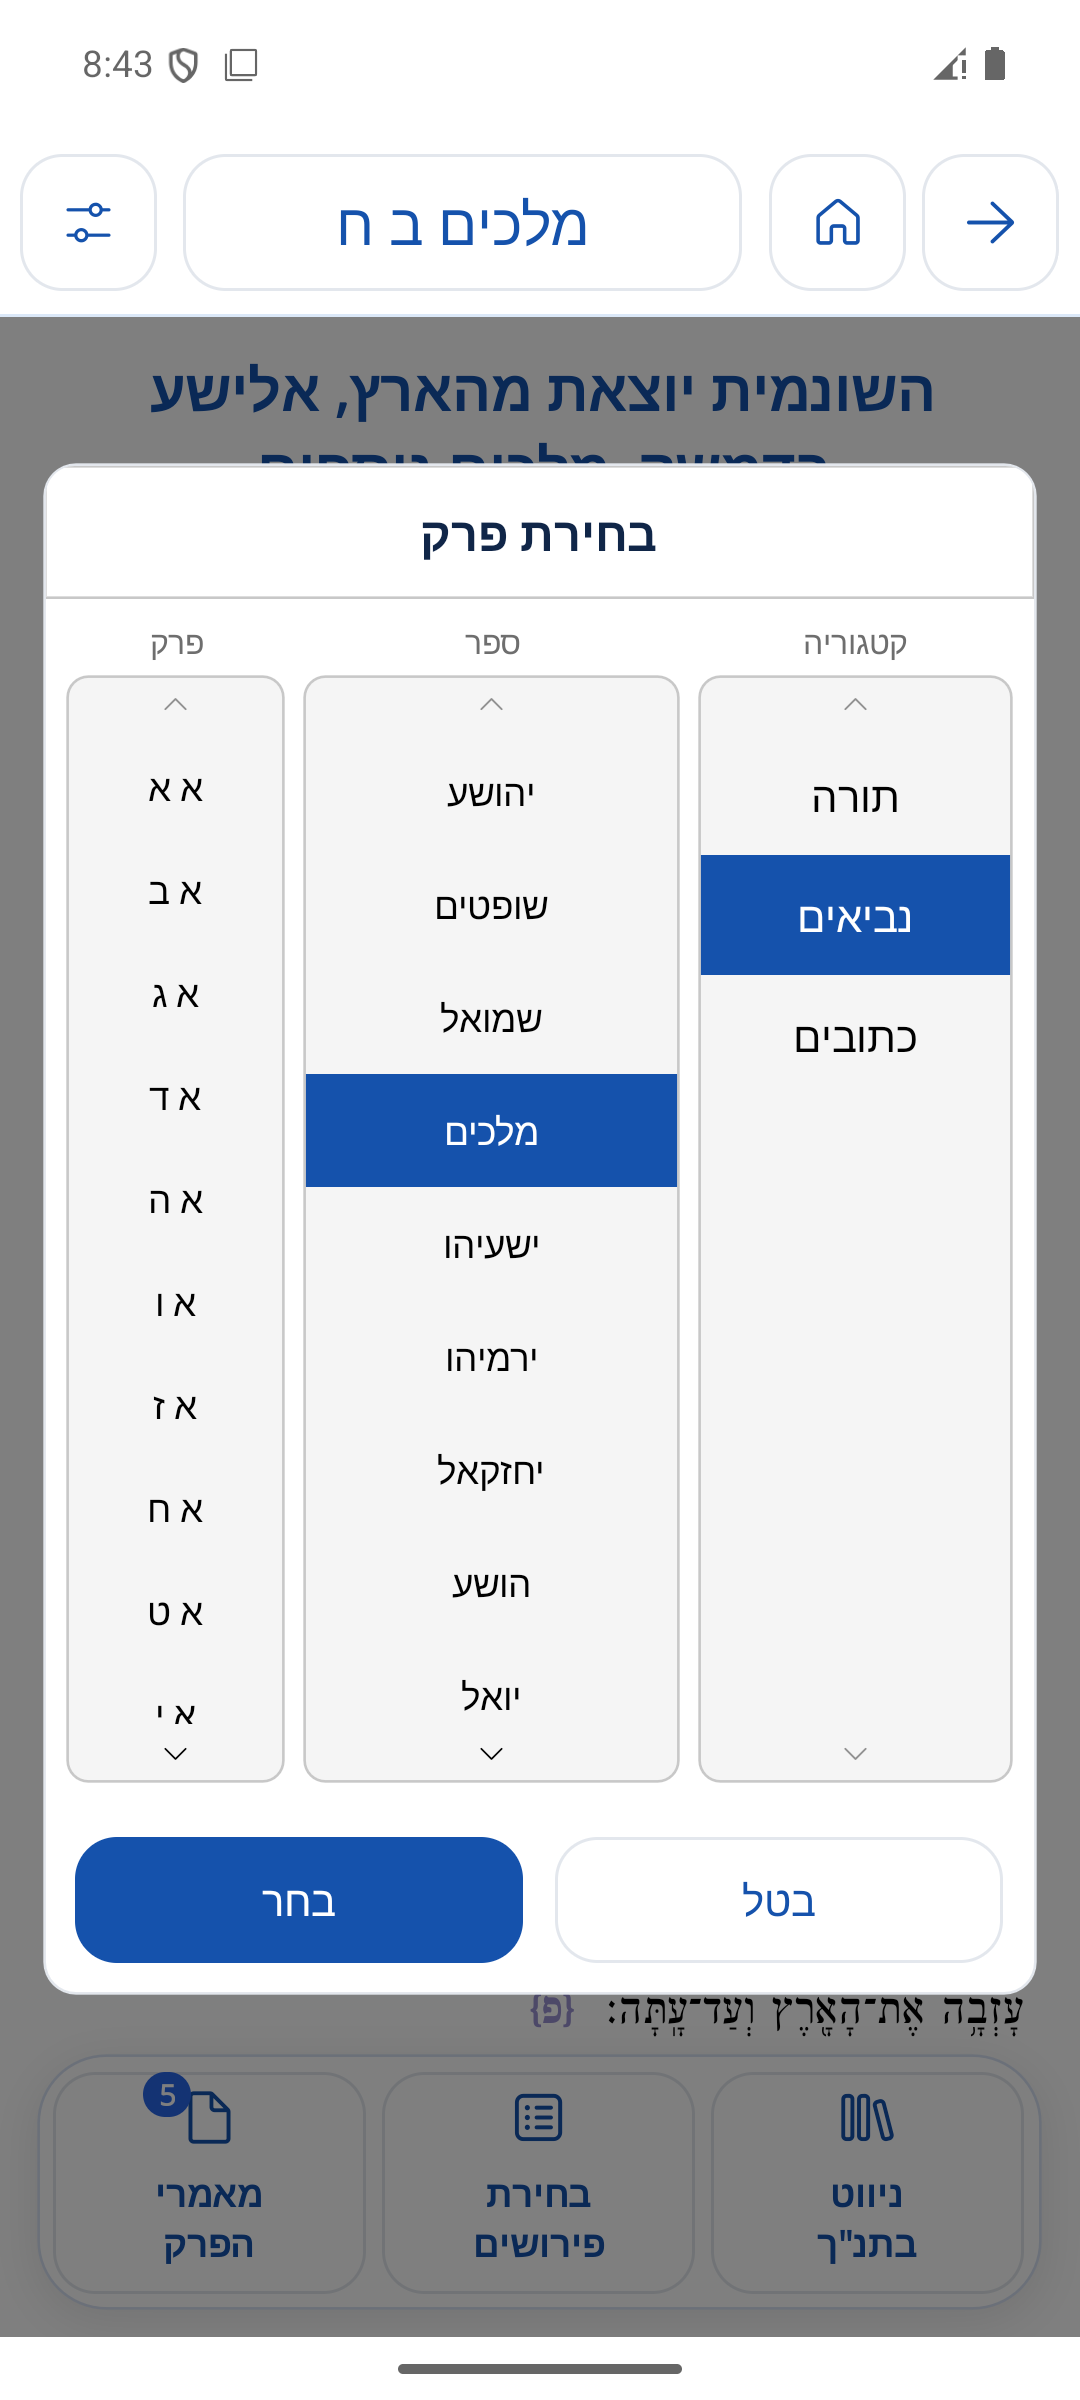 8:43
מלכים ב ח
השונמית יוצאת מהארץ, אלישע
בחירת פרק
קטגוריה
ספר
פרק
תורה
נביאים
כתובים
יהושע
שופטים
שמואל
מלכים
ישעיהו
ירמיהו
יחזקאל
הושע
יואל
א א
א ב
א ג
א ד
א ה
א ו
א ז
א ח
א ט
א י
בטל
בחר
עָזְבָ֥ה אֶת־הָאָ֖רֶץ וְעַד־עָֽתָּה׃ {פ}
ניווט
בתנ"ך
בחירת
פירושים
5
מאמרי
הפרק